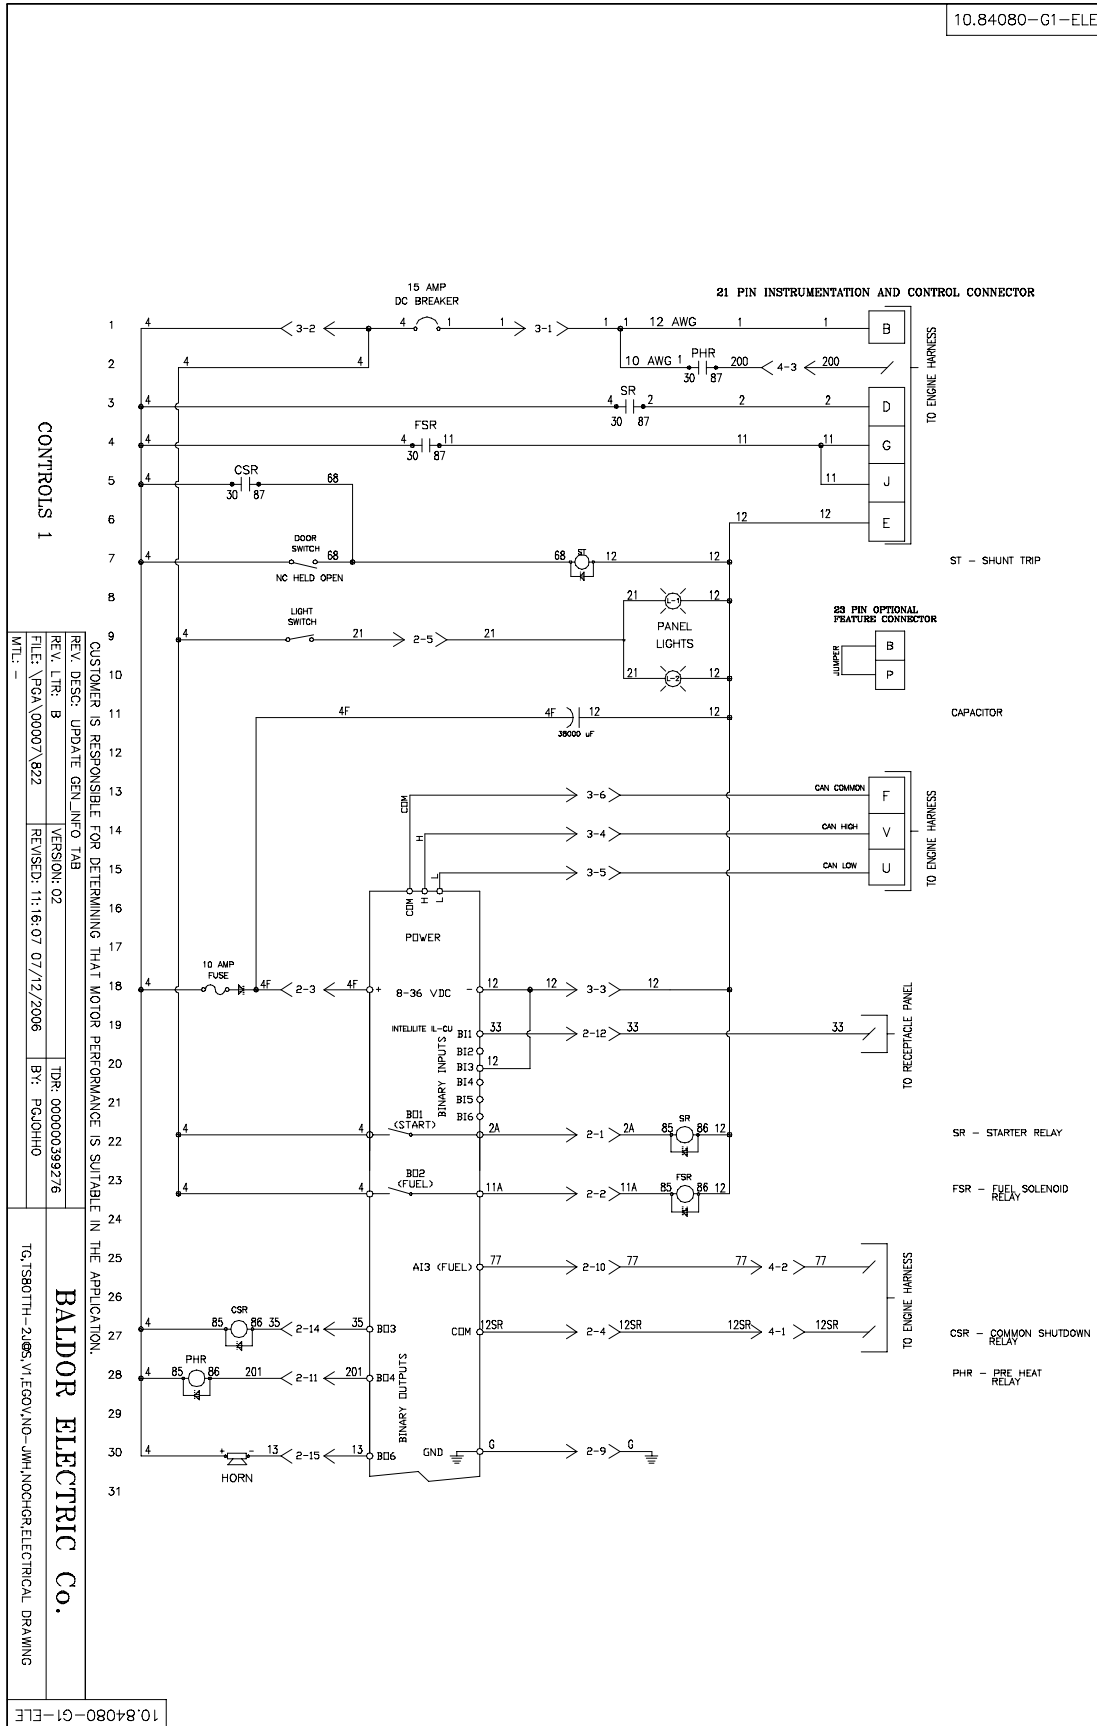 10.84080-G1-ELE
21 PIN INSTRUMENTATION AND CONTROL CONNECTOR
15 AMP
DC BREAKER
1 4 3-2 4 1 1 3-1 1 1 12 AWG 1 1 B
2 4 4 10 AWG 1 PHR 30 87 200 4-3 200
TO ENGINE HARNESS
3 4 4 SR 30 87 2 2 2 D
4 4 4 FSR 30 87 11 11 11 G
5 4 CSR 30 87 68 11 J
6 12 12 E
7 4 DOOR
SWITCH 68
NC HELD OPEN
68 ST 12 12
ST - SHUNT TRIP
8 21 L-1 12
PANEL
LIGHTS
9 4 LIGHT
SWITCH
21 2-5 21
10 21 L-2 12
23 PIN OPTIONAL
FEATURE CONNECTOR
B
P
JUMPER
11 4F 4F 12 12
38000 uF
CAPACITOR
12
13 COM 3-6 CAN COMMON F
14 H 3-4 CAN HIGH V
15 L 3-5 CAN LOW U
TO ENGINE HARNESS
16 COM H L
17 POWER
10 AMP
FUSE
18 4 4F 2-3 4F + 8-36 VDC - 12 12 3-3 12
19 INTELILITE IL-CU BI1 33 2-12 33 33
TO RECEPTACLE PANEL
BINARY INPUTS
BI2
20 BI3 12
BI4
21 BI5
BI6
22 4 4 BO1
(START)
2A 2-1 2A 85 SR 86 12
SR - STARTER RELAY
23 4 4 BO2
(FUEL)
11A 2-2 11A 85 FSR 86 12
FSR - FUEL SOLENOID
RELAY
24
25 AI3 (FUEL) 77 2-10 77 77 4-2 77
26
TO ENGINE HARNESS
27 4 85 CSR 86 35 2-14 35 BO3 COM 12SR 2-4 12SR 12SR 4-1 12SR
CSR - COMMON SHUTDOWN
RELAY
28 4 85 PHR 86 201 2-11 201 BO4
PHR - PRE HEAT
RELAY
BINARY OUTPUTS
29
30 4 + - 13 2-15 13 BO6 GND G 2-9 G
HORN
31
CONTROLS 1
CUSTOMER IS RESPONSIBLE FOR DETERMINING THAT MOTOR PERFORMANCE IS SUITABLE IN THE APPLICATION.
REV. DESC: UPDATE GEN_INFO TAB
REV. LTR: B VERSION: 02 TDR: 000000399276
FILE: \PGA\00007\822 REVISED: 11:16:07 07/12/2006 BY: PGJOHHO
MTL: -
BALDOR ELECTRIC Co.
TG,TS80TTH-2J@S,V1,EGOV,NO-JWH,NOCHGR,ELECTRICAL DRAWING
10.84080-G1-ELE